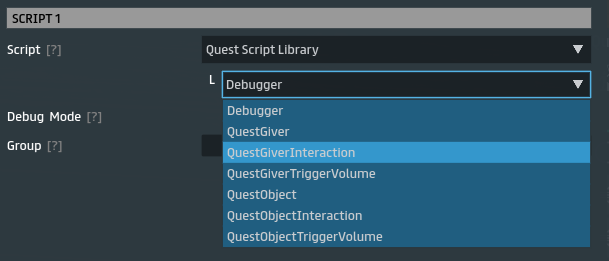 SCRIPT 1
Script [?] Quest Script Library
L Debugger
Debug Mode [?]
Group [?]
Debugger
QuestGiver
QuestGiverInteraction
QuestGiverTriggerVolume
QuestObject
QuestObjectInteraction
QuestObjectTriggerVolume